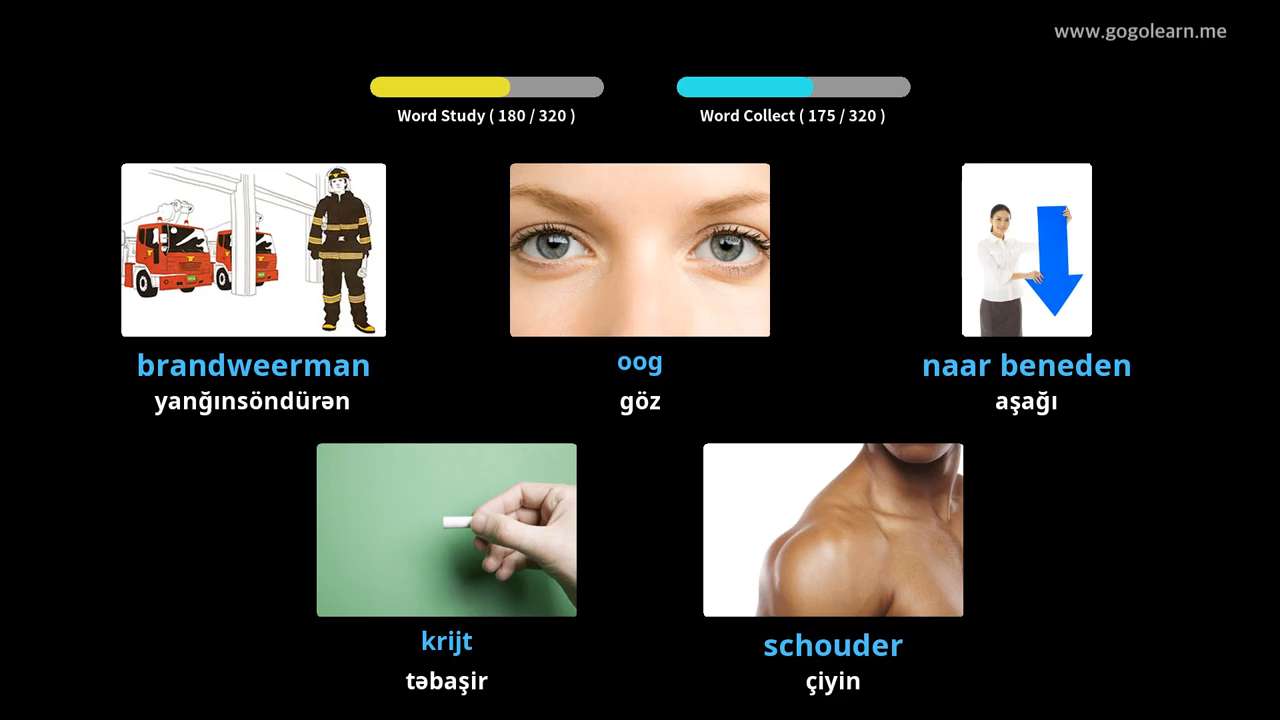 www.gogolearn.me
Word Study ( 180 / 320 )
Word Collect ( 175 / 320 )
brandweerman
yanğınsöndürən
oog
göz
naar beneden
aşağı
krijt
təbaşir
schouder
çiyin